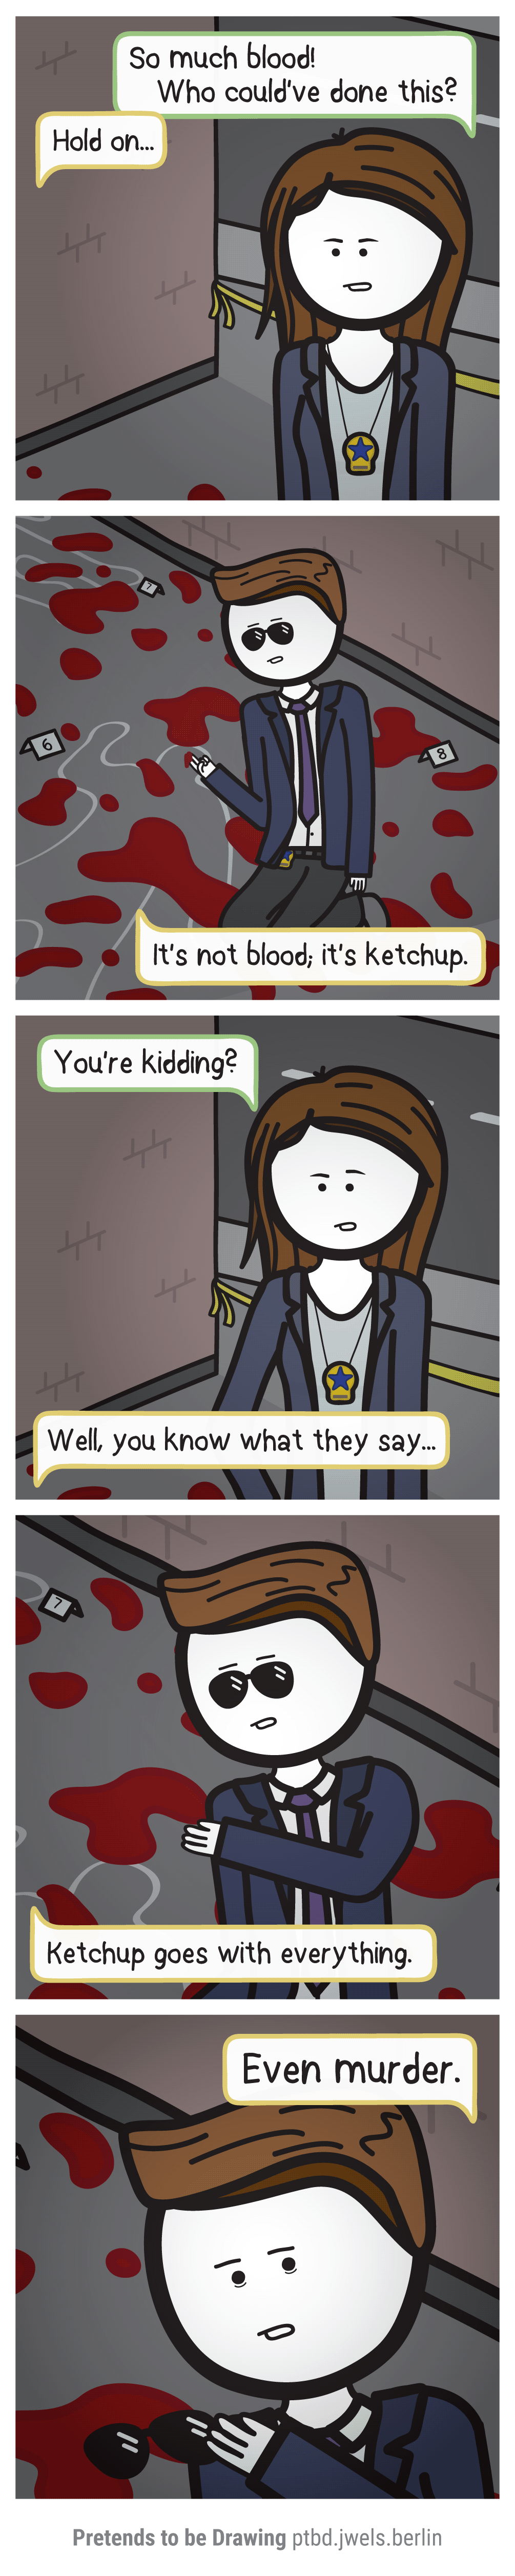 So much blood!
Who could've done this?
Hold on...
7
6
8
It's not blood; it's ketchup.
You're kidding?
Well, you know what they say...
7
Ketchup goes with everything.
Even murder.
Pretends to be Drawing ptbd.jwels.berlin